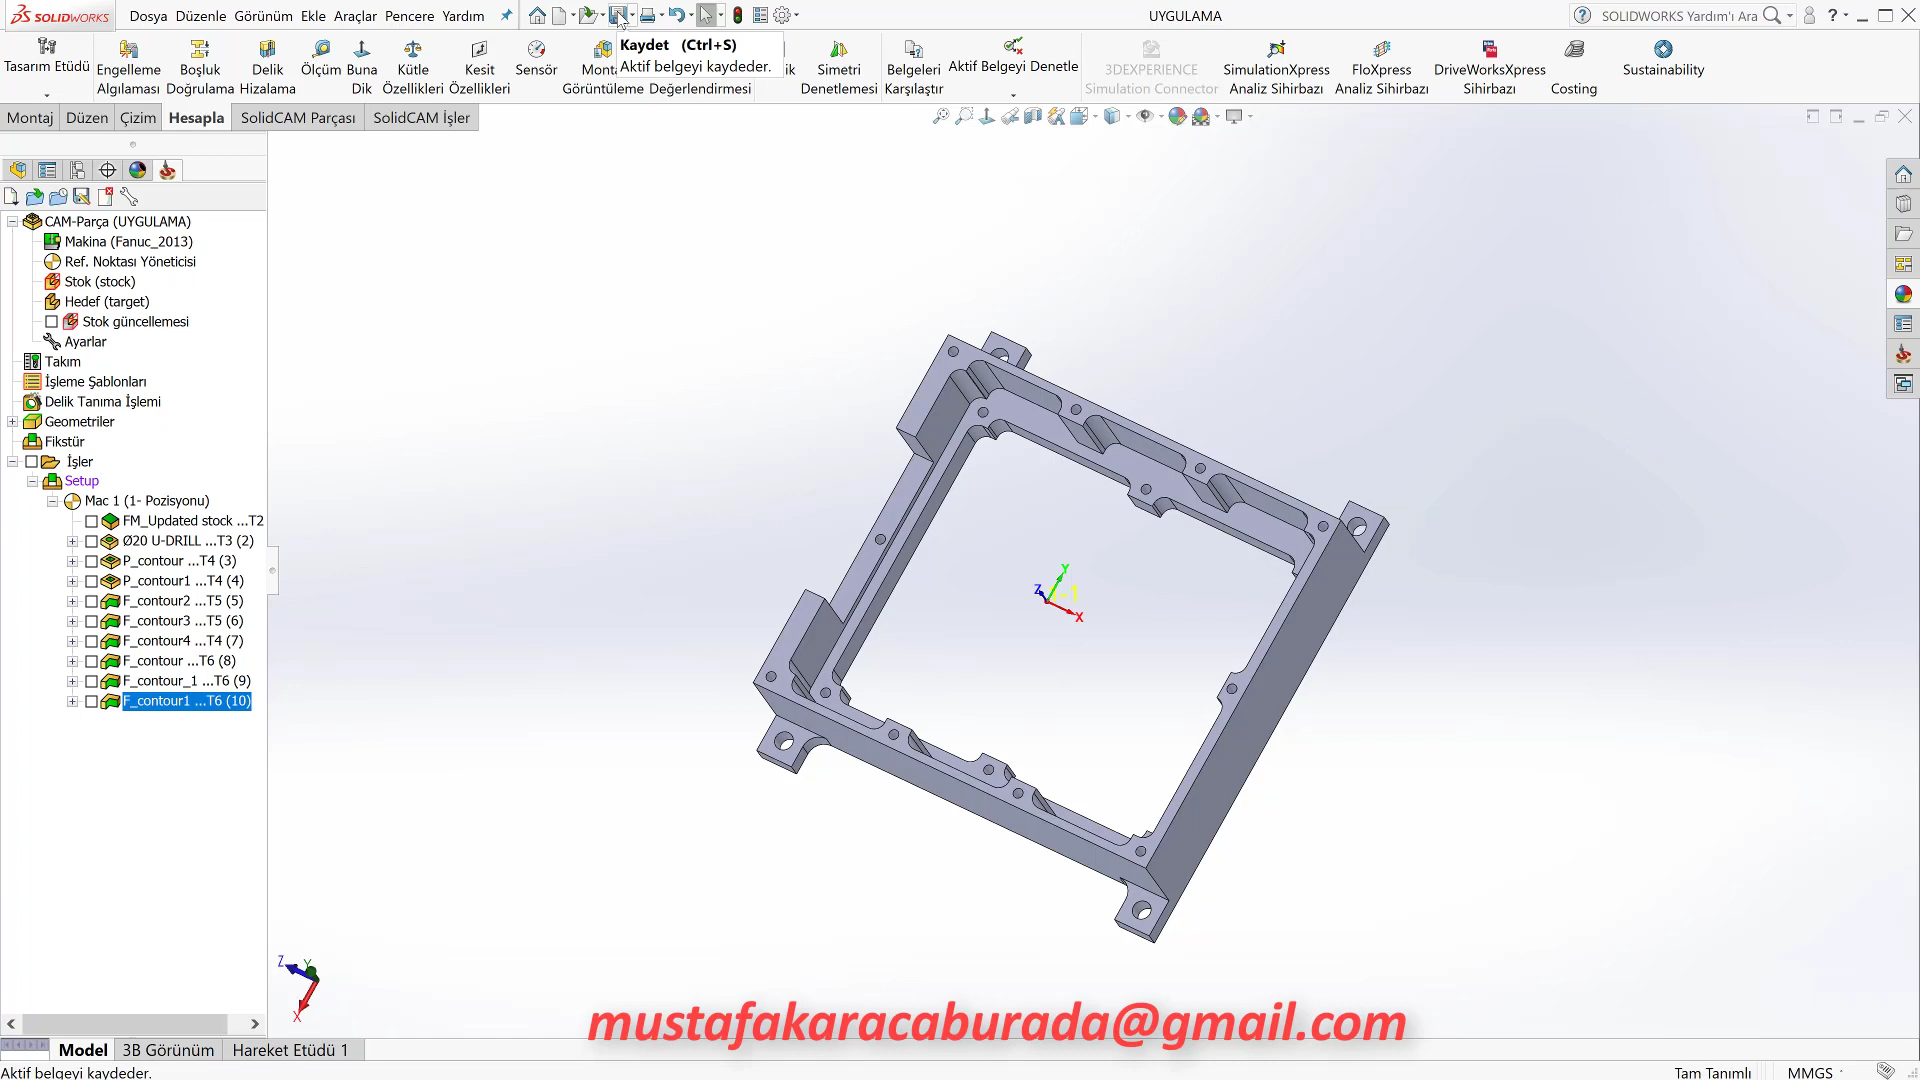 SOLIDWORKS Dosya Düzenle Görünüm Ekle Araçlar Pencere Yardım UYGULAMA SOLIDWORKS Yardım'ı Ara
Kaydet (Ctrl+S)
Aktif belgeyi kaydeder.
Tasarım Etüdü
Engelleme Algılaması
Boşluk Doğrulama
Delik Hizalama
Ölçüm
Buna Dik
Kütle Özellikleri
Kesit Özellikleri
Sensör
Görüntüleme
Değerlendirmesi
Simetri Denetlemesi
Belgeleri Karşılaştır
Aktif Belgeyi Denetle
3DEXPERIENCE Simulation Connector
SimulationXpress Analiz Sihirbazı
FloXpress Analiz Sihirbazı
DriveWorksXpress Sihirbazı
Costing
Sustainability
Montaj Düzen Çizim Hesapla SolidCAM Parçası SolidCAM İşler
CAM-Parça (UYGULAMA)
Makina (Fanuc_2013)
Ref. Noktası Yöneticisi
Stok (stock)
Hedef (target)
Stok güncellemesi
Ayarlar
Takım
İşleme Şablonları
Delik Tanıma İşlemi
Geometriler
Fikstür
İşler
Setup
Mac 1 (1- Pozisyonu)
FM_Updated stock ...T2
Ø20 U-DRILL ...T3 (2)
P_contour ...T4 (3)
P_contour1 ...T4 (4)
F_contour2 ...T5 (5)
F_contour3 ...T5 (6)
F_contour4 ...T4 (7)
F_contour ...T6 (8)
F_contour_1 ...T6 (9)
F_contour1 ...T6 (10)
Y
Z
X
Z Y
X
mustafakaracaburada@gmail.com
Model 3B Görünüm Hareket Etüdü 1
Aktif belgeyi kaydeder. Tam Tanımlı MMGS